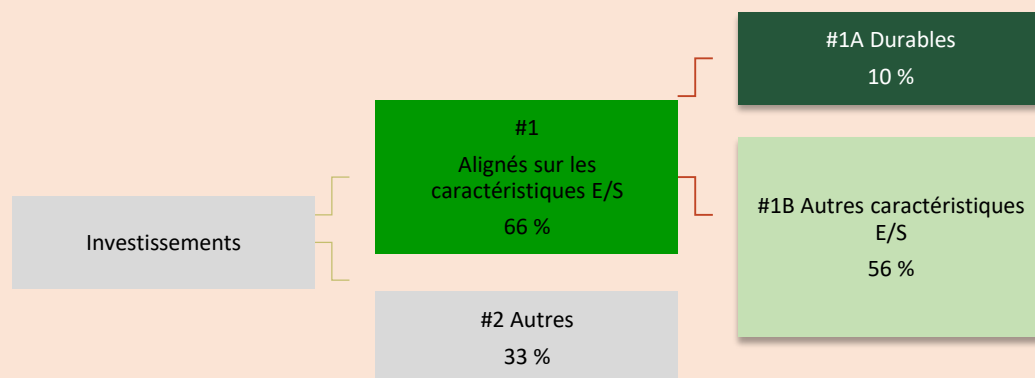 #1A Durables
10 %
#1
Alignés sur les
caractéristiques E/S
66 %
#1B Autres caractéristiques
E/S
56 %
Investissements
#2 Autres
33 %